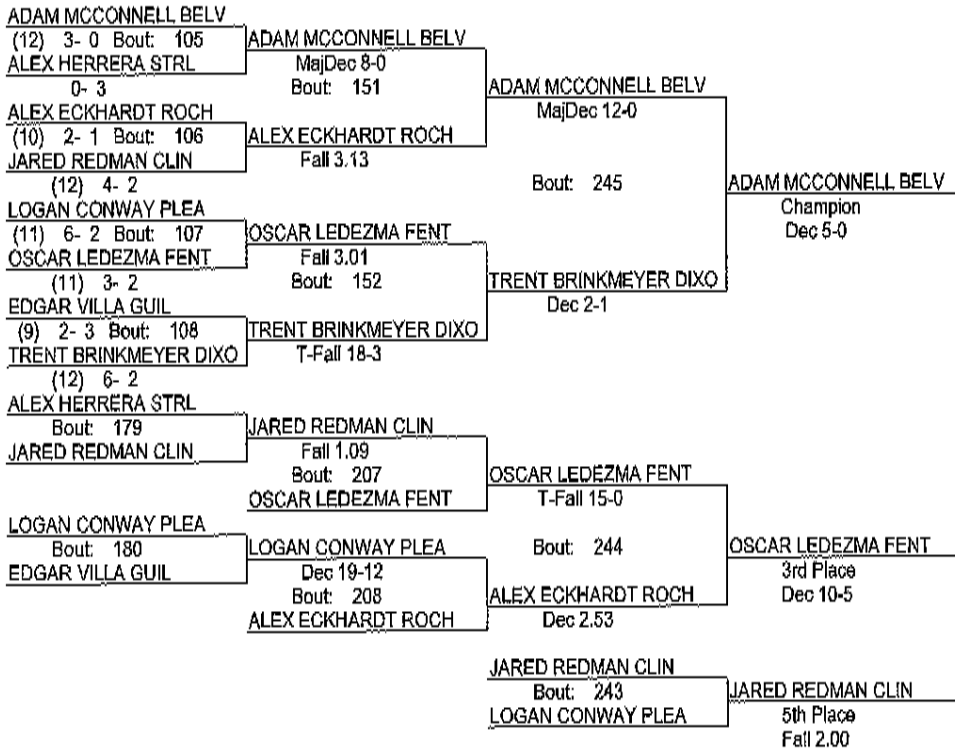 ADAM MCCONNELL BELV
(12) 3- 0 Bout: 105
ALEX HERRERA STRL
0- 3
ALEX ECKHARDT ROCH
(10) 2- 1 Bout: 106
JARED REDMAN CLIN
(12) 4- 2
LOGAN CONWAY PLEA
(11) 6- 2 Bout: 107
OSCAR LEDEZMA FENT
(11) 3- 2
EDGAR VILLA GUIL
(9) 2- 3 Bout: 108
TRENT BRINKMEYER DIXO
(12) 6- 2
ALEX HERRERA STRL
Bout: 179
JARED REDMAN CLIN
LOGAN CONWAY PLEA
Bout: 180
EDGAR VILLA GUIL
ADAM MCCONNELL BELV
MajDec 8-0
Bout: 151
ALEX ECKHARDT ROCH
Fall 3.13
OSCAR LEDEZMA FENT
Fall 3.01
Bout: 152
TRENT BRINKMEYER DIXO
T-Fall 18-3
JARED REDMAN CLIN
Fall 1.09
Bout: 207
OSCAR LEDEZMA FENT
LOGAN CONWAY PLEA
Dec 19-12
Bout: 208
ALEX ECKHARDT ROCH
ADAM MCCONNELL BELV
MajDec 12-0
Bout: 245
TRENT BRINKMEYER DIXO
Dec 2-1
OSCAR LEDEZMA FENT
T-Fall 15-0
Bout: 244
ALEX ECKHARDT ROCH
Dec 2.53
JARED REDMAN CLIN
Bout: 243
LOGAN CONWAY PLEA
ADAM MCCONNELL BELV
Champion
Dec 5-0
OSCAR LEDEZMA FENT
3rd Place
Dec 10-5
JARED REDMAN CLIN
5th Place
Fall 2.00